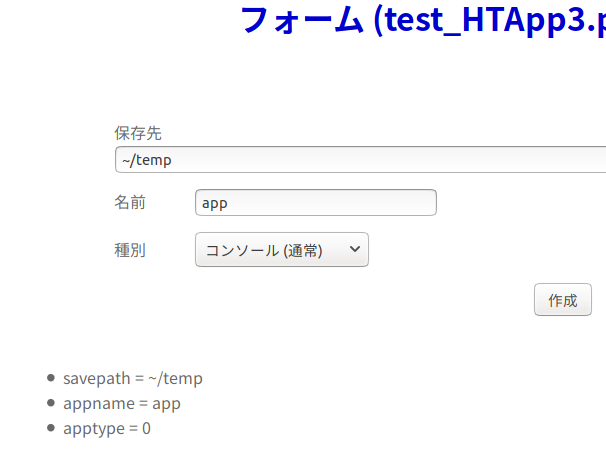 フォーム (test_HTApp3.p
保存先
~/temp
名前 app
種別 コンソール (通常)
作成
savepath = ~/temp
appname = app
apptype = 0